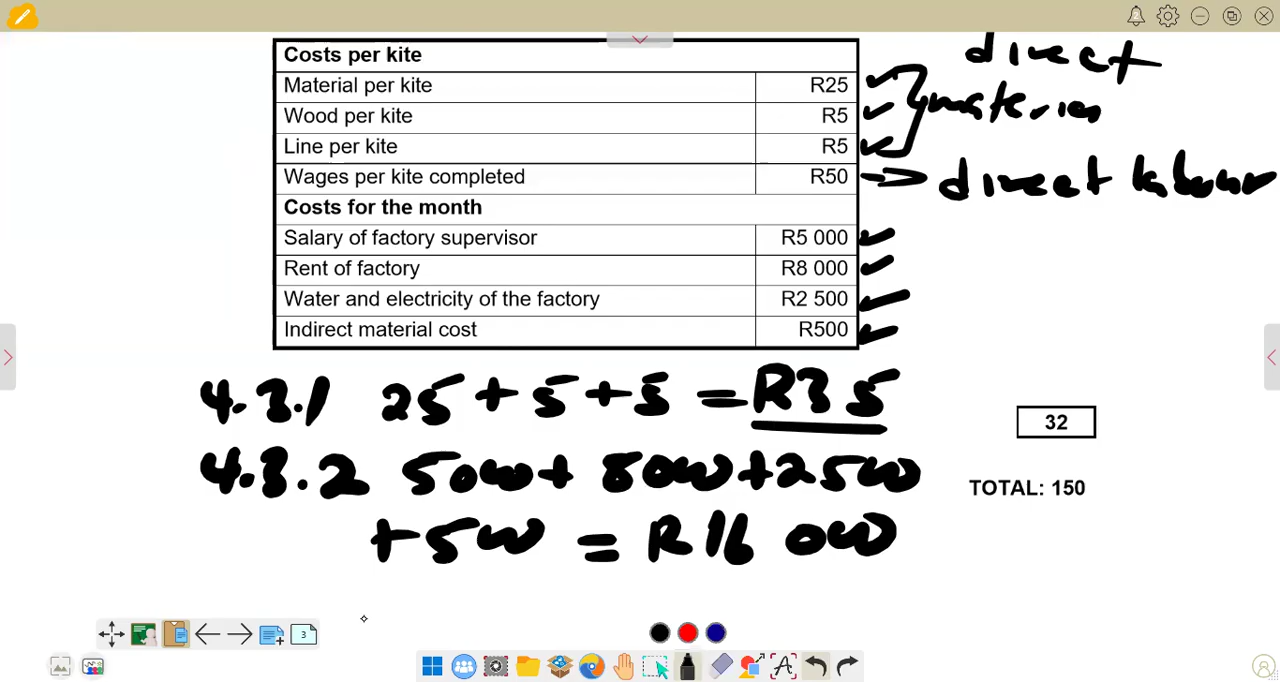 Costs per kite
Material per kite R25
Wood per kite R5
Line per kite R5
Wages per kite completed R50
Costs for the month
Salary of factory supervisor R5 000
Rent of factory R8 000
Water and electricity of the factory R2 500
Indirect material cost R500
direct
material
direct labour
4.3.1 25 + 5 + 5 = R35
4.3.2 5000 + 8000 + 2500
+ 500 = R16 000
32
TOTAL: 150
3